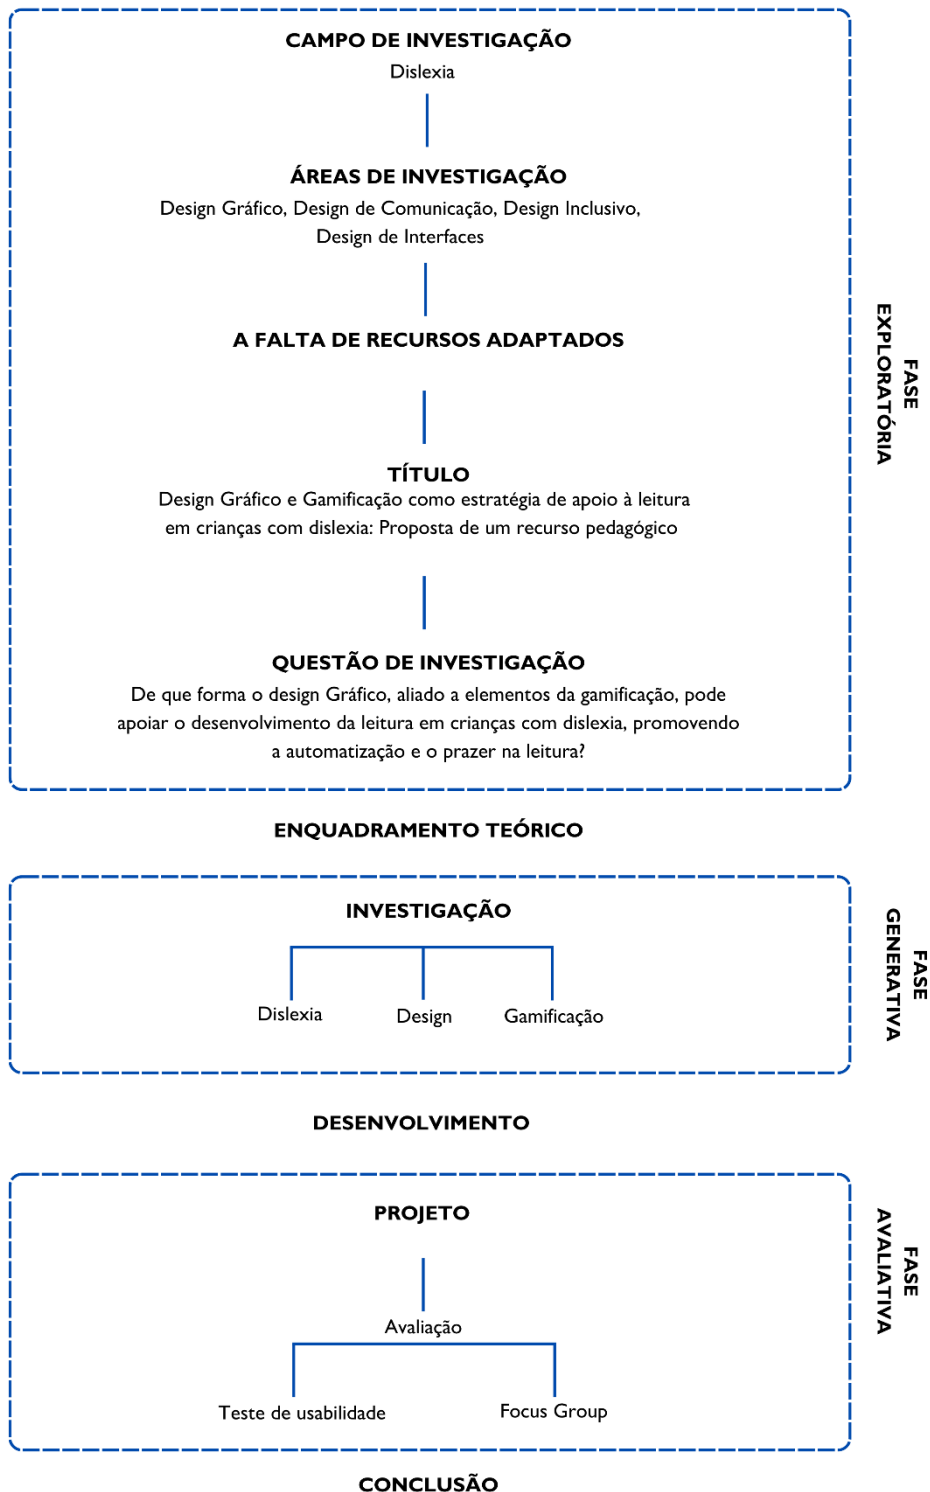 CAMPO DE INVESTIGAÇÃO
Dislexia
ÁREAS DE INVESTIGAÇÃO
Design Gráfico, Design de Comunicação, Design Inclusivo,
Design de Interfaces
A FALTA DE RECURSOS ADAPTADOS
TÍTULO
Design Gráfico e Gamificação como estratégia de apoio à leitura
em crianças com dislexia: Proposta de um recurso pedagógico
QUESTÃO DE INVESTIGAÇÃO
De que forma o design Gráfico, aliado a elementos da gamificação, pode
apoiar o desenvolvimento da leitura em crianças com dislexia, promovendo
a automatização e o prazer na leitura?
FASE
EXPLORATÓRIA
ENQUADRAMENTO TEÓRICO
INVESTIGAÇÃO
Dislexia
Design
Gamificação
FASE
GENERATIVA
DESENVOLVIMENTO
PROJETO
Avaliação
Teste de usabilidade
Focus Group
FASE
AVALIATIVA
CONCLUSÃO